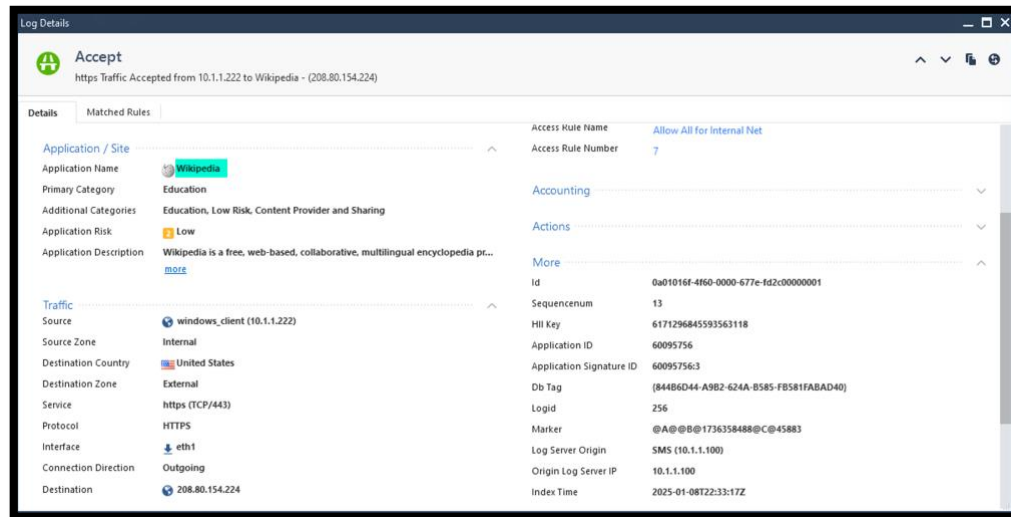 Log Details
Accept
https Traffic Accepted from 10.1.1.222 to Wikipedia - (208.80.154.224)
Details Matched Rules
Application / Site
Application Name Wikipedia
Primary Category Education
Additional Categories Education, Low Risk, Content Provider and Sharing
Application Risk 2 Low
Application Description Wikipedia is a free, web-based, collaborative, multilingual encyclopedia pr...
more
Traffic
Source windows_client (10.1.1.222)
Source Zone Internal
Destination Country United States
Destination Zone External
Service https (TCP/443)
Protocol HTTPS
Interface eth1
Connection Direction Outgoing
Destination 208.80.154.224
Access Rule Name Allow All for Internal Net
Access Rule Number 7
Accounting
Actions
More
Id 0a01016f-4f60-0000-677e-fd2c00000001
Sequencenum 13
Hll Key 6171296845593563118
Application ID 60095756
Application Signature ID 60095756:3
Db Tag {844B6D44-A9B2-624A-B585-FB581FABAD40}
Logid 256
Marker @A@@B@1736358488@C@45883
Log Server Origin SMS (10.1.1.100)
Origin Log Server IP 10.1.1.100
Index Time 2025-01-08T22:33:17Z